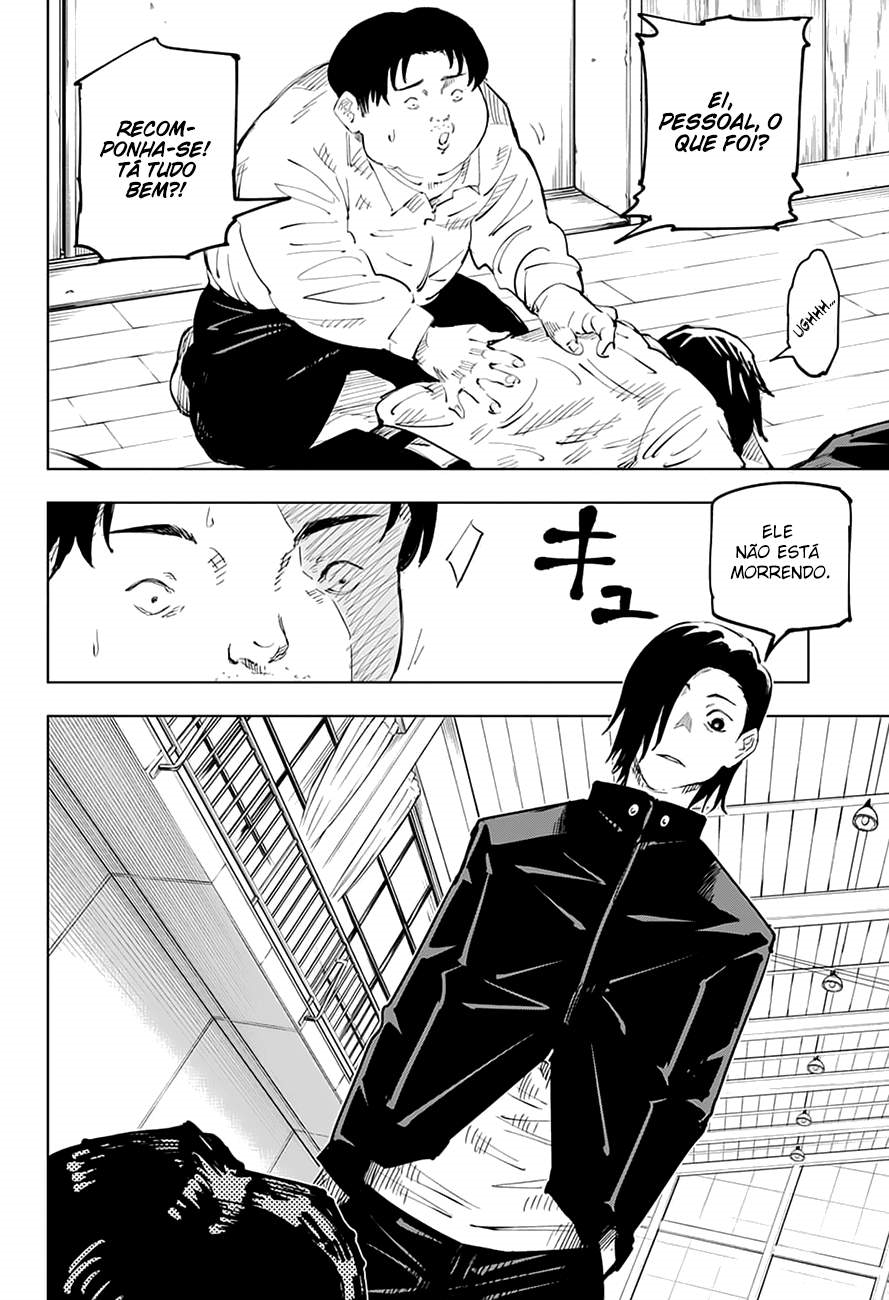 EI,
PESSOAL, O
QUE FOI?
RECOM-
PONHA-SE!
TÁ TUDO
BEM?!
UGHHH...
ELE
NÃO ESTÁ
MORRENDO.
キュ